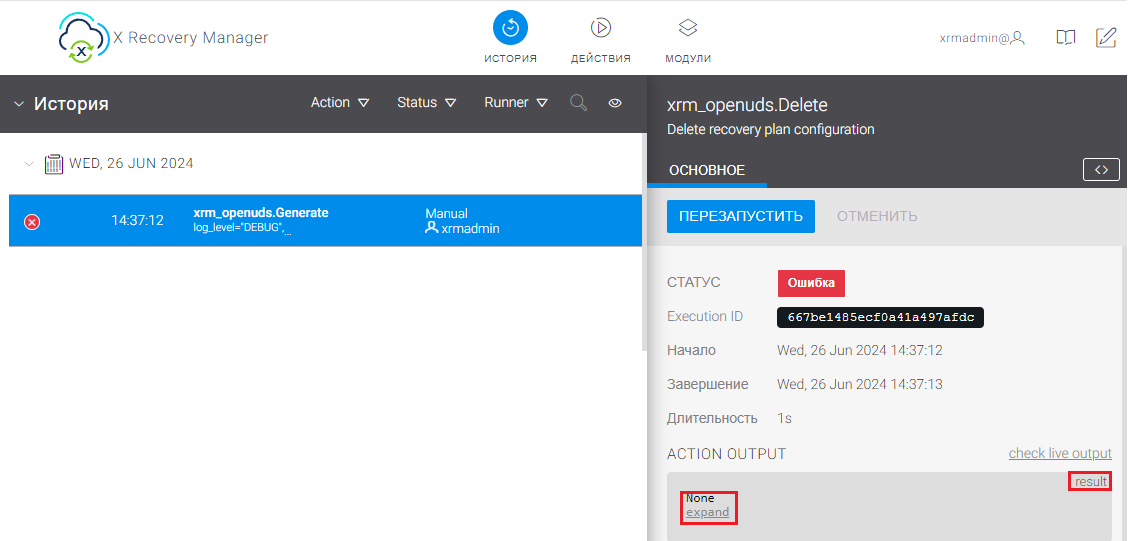 X Recovery Manager
X
ИСТОРИЯ
ДЕЙСТВИЯ
МОДУЛИ
xrmadmin@
История
Action
Status
Runner
WED, 26 JUN 2024
14:37:12
xrm_openuds.Generate
log_level="DEBUG",...
Manual
xrmadmin
xrm_openuds.Delete
Delete recovery plan configuration
ОСНОВНОЕ
<>
ПЕРЕЗАПУСТИТЬ
ОТМЕНИТЬ
СТАТУС
Ошибка
Execution ID
667be1485ecf0a41a497afdc
Начало
Wed, 26 Jun 2024 14:37:12
Завершение
Wed, 26 Jun 2024 14:37:13
Длительность
1s
ACTION OUTPUT
check live output
result
None
expand